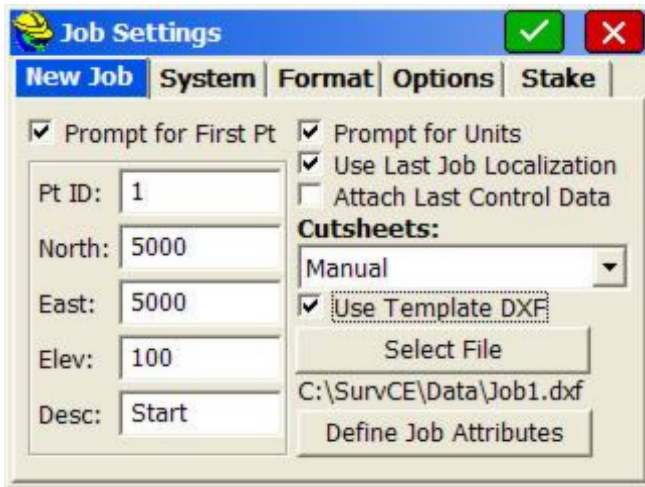 Job Settings
New Job System Format Options Stake
Prompt for First Pt
Pt ID: 1
North: 5000
East: 5000
Elev: 100
Desc: Start
Prompt for Units
Use Last Job Localization
Attach Last Control Data
Cutsheets:
Manual
Use Template DXF
Select File
C:\SurvCE\Data\Job1.dxf
Define Job Attributes